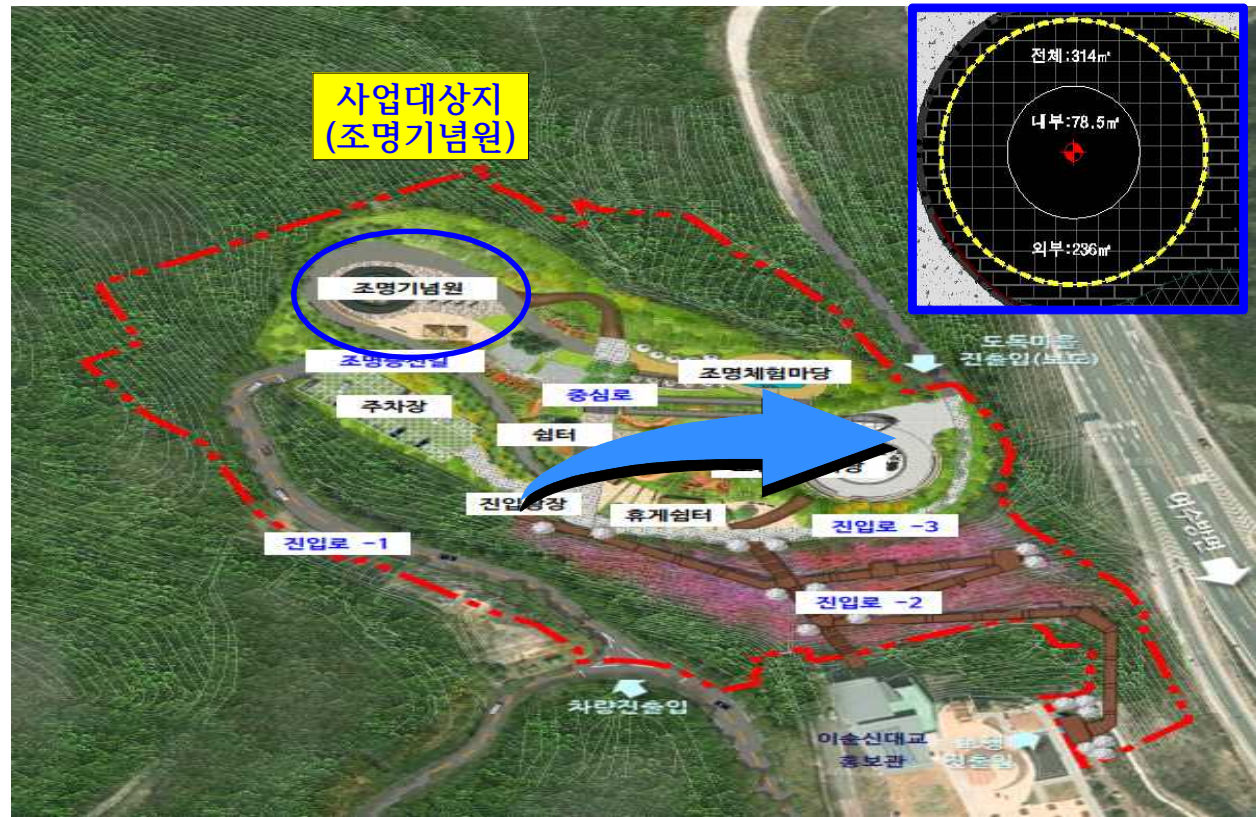 전체:314㎡
내부:78.5㎡
외부:236㎡
사업대상지
(조명기념원)
조명기념원
도독마을
진출입(보도)
조명체험마당
주차장
중심로
쉼터
진입광장
휴게쉼터
진입로 -3
진입로 -1
여수방면
진입로 -2
차량진출입
이순신대교
홍보관
진출입